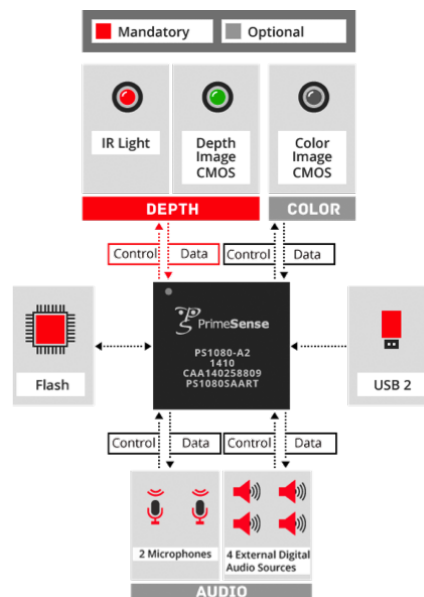 Mandatory
Optional
IR Light
Depth
Image
CMOS
Color
Image
CMOS
DEPTH
COLOR
Control
Data
Control
Data
PrimeSense
PS1080-A2
1410
CAA140258809
PS1080SAART
Flash
USB 2
Control
Data
Control
Data
2 Microphones
4 External Digital
Audio Sources
AUDIO